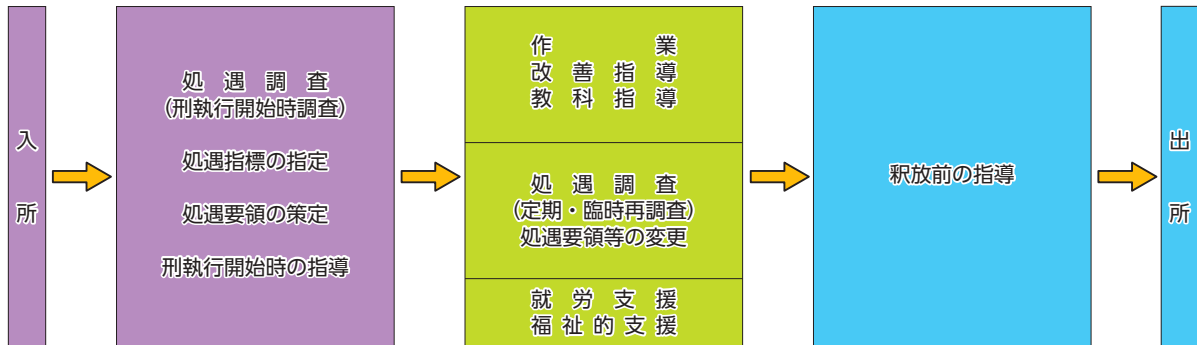 入所
処遇調査
(刑執行開始時調査)
処遇指標の指定
処遇要領の策定
刑執行開始時の指導
作業
改善指導
教科指導
処遇調査
(定期・臨時再調査)
処遇要領等の変更
就労支援
福祉的支援
釈放前の指導
出所